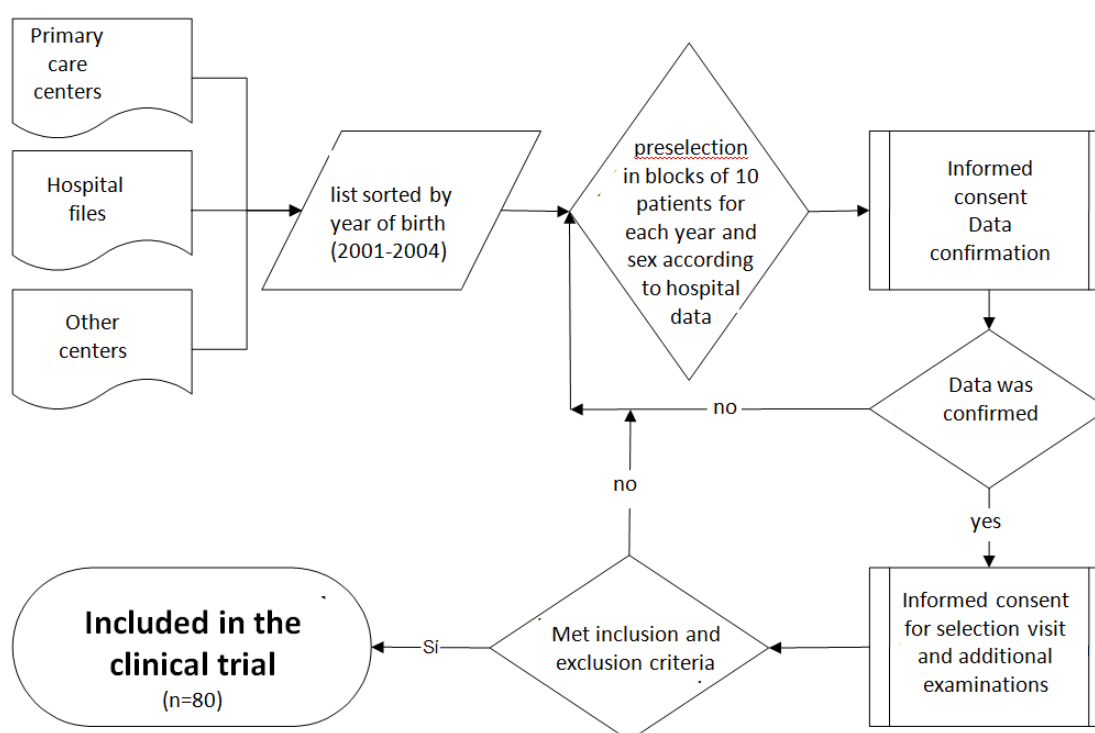 Primary
care
centers
Hospital
files
Other
centers
list sorted by
year of birth
(2001-2004)
preselection
in blocks of 10
patients for
each year and
sex according
to hospital
data
Informed
consent
Data
confirmation
Data was
confirmed
no
yes
no
Informed consent
for selection visit
and additional
examinations
Met inclusion and
exclusion criteria
Sí
Included in the
clinical trial
(n=80)